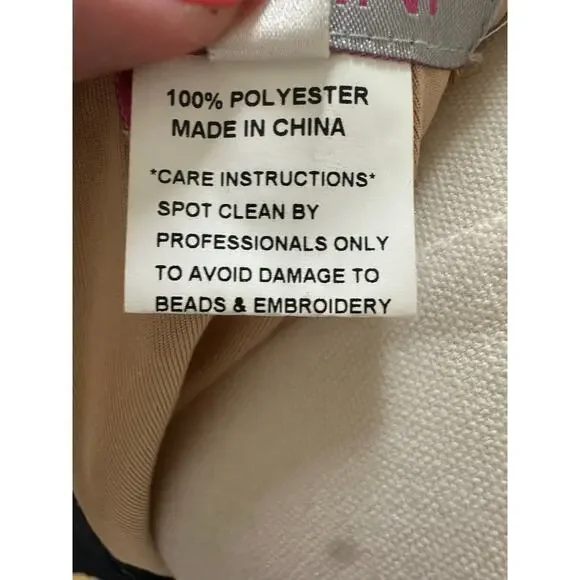 100% POLYESTER
MADE IN CHINA
*CARE INSTRUCTIONS*
SPOT CLEAN BY
PROFESSIONALS ONLY
TO AVOID DAMAGE TO
BEADS & EMBROIDERY